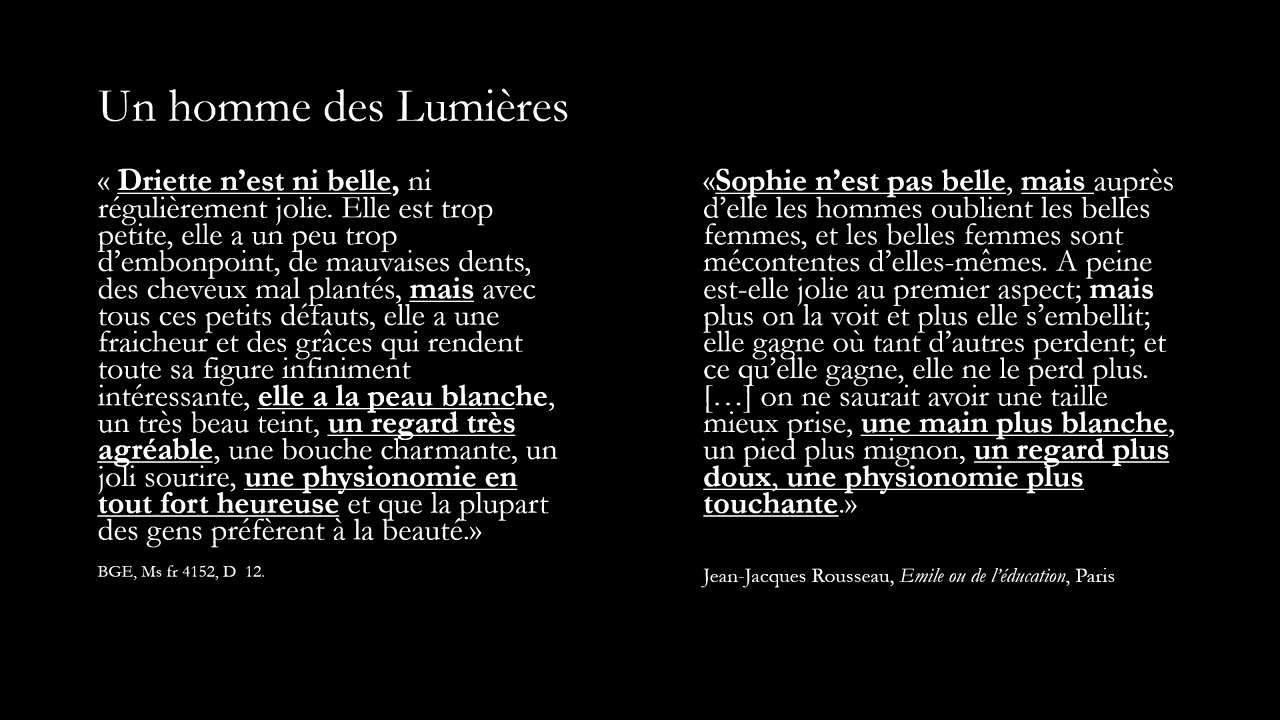 Un homme des Lumières
« Driette n’est ni belle, ni
régulièrement jolie. Elle est trop
petite, elle a un peu trop
d’embonpoint, de mauvaises dents,
des cheveux mal plantés, mais avec
tous ces petits défauts, elle a une
fraicheur et des grâces qui rendent
toute sa figure infiniment
intéressante, elle a la peau blanche,
un très beau teint, un regard très
agréable, une bouche charmante, un
joli sourire, une physionomie en
tout fort heureuse et que la plupart
des gens préfèrent à la beauté.»
BGE, Ms fr 4152, D  12.
«Sophie n’est pas belle, mais auprès
d’elle les hommes oublient les belles
femmes, et les belles femmes sont
mécontentes d’elles-mêmes. A peine
est-elle jolie au premier aspect; mais
plus on la voit et plus elle s’embellit;
elle gagne où tant d’autres perdent; et
ce qu’elle gagne, elle ne le perd plus.
[…] on ne saurait avoir une taille
mieux prise, une main plus blanche,
un pied plus mignon, un regard plus
doux, une physionomie plus
touchante.»
Jean-Jacques Rousseau, Emile ou de l’éducation, Paris